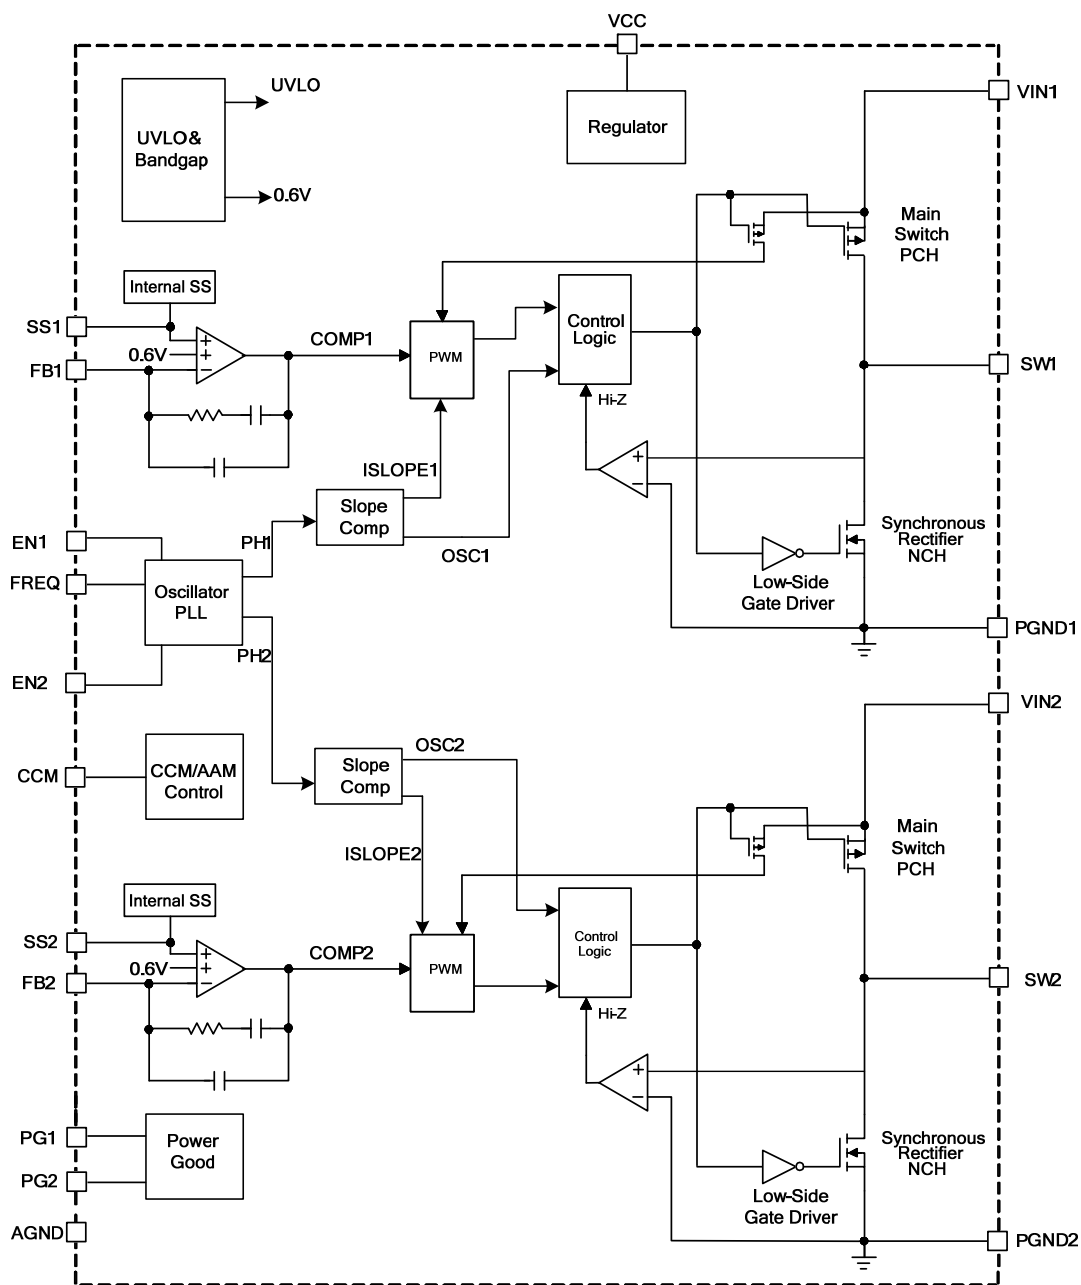 VCC
UVLO
UVLO&
Bandgap
0.6V
Regulator
VIN1
Main
Switch
PCH
Internal SS
SS1
0.6V
FB1
COMP1
PWM
Control
Logic
Hi-Z
SW1
ISLOPE1
Slope
Comp
OSC1
EN1
FREQ
EN2
Oscillator
PLL
PH1
PH2
Synchronous
Rectifier
NCH
Low-Side
Gate Driver
PGND1
VIN2
CCM
CCM/AAM
Control
Slope
Comp
OSC2
ISLOPE2
Main
Switch
PCH
Internal SS
SS2
0.6V
FB2
COMP2
PWM
Control
Logic
Hi-Z
SW2
PG1
PG2
Power
Good
AGND
Synchronous
Rectifier
NCH
Low-Side
Gate Driver
PGND2